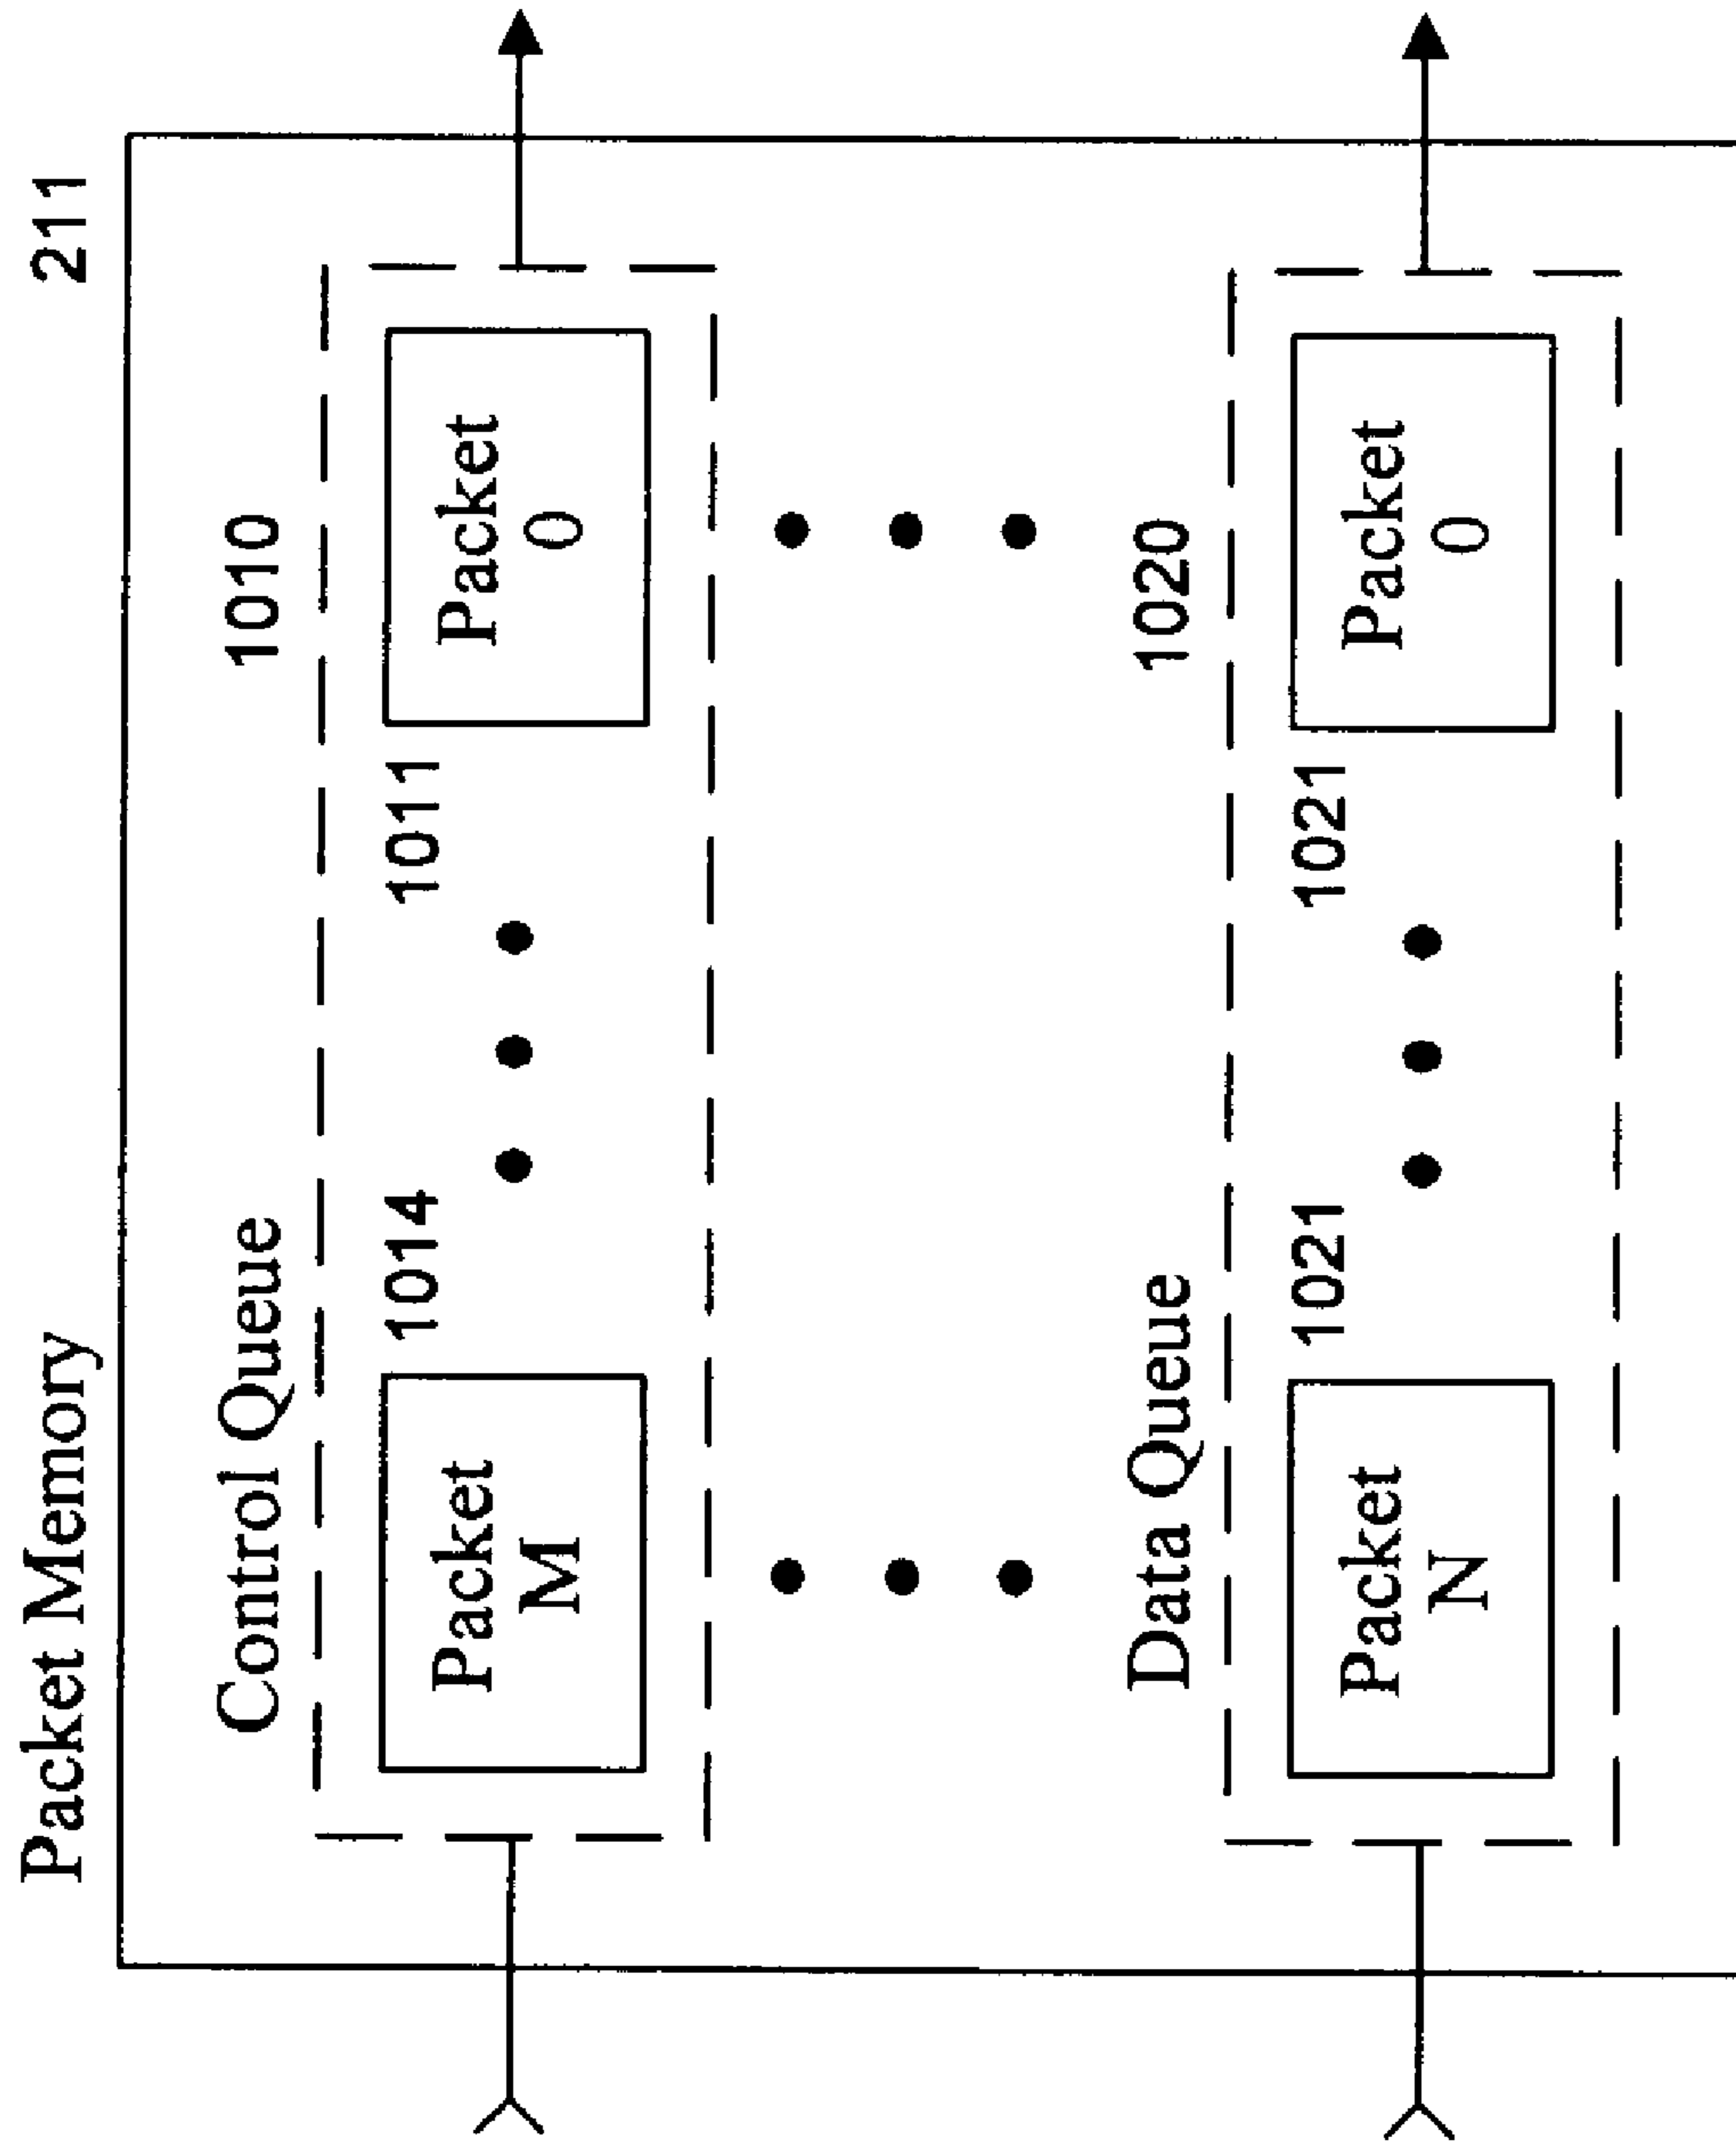 Packet Memory 211
Control Queue 1010
Packet
M
1014
1011
Packet
0
Data Queue 1020
Packet
N
1021
1021
Packet
0